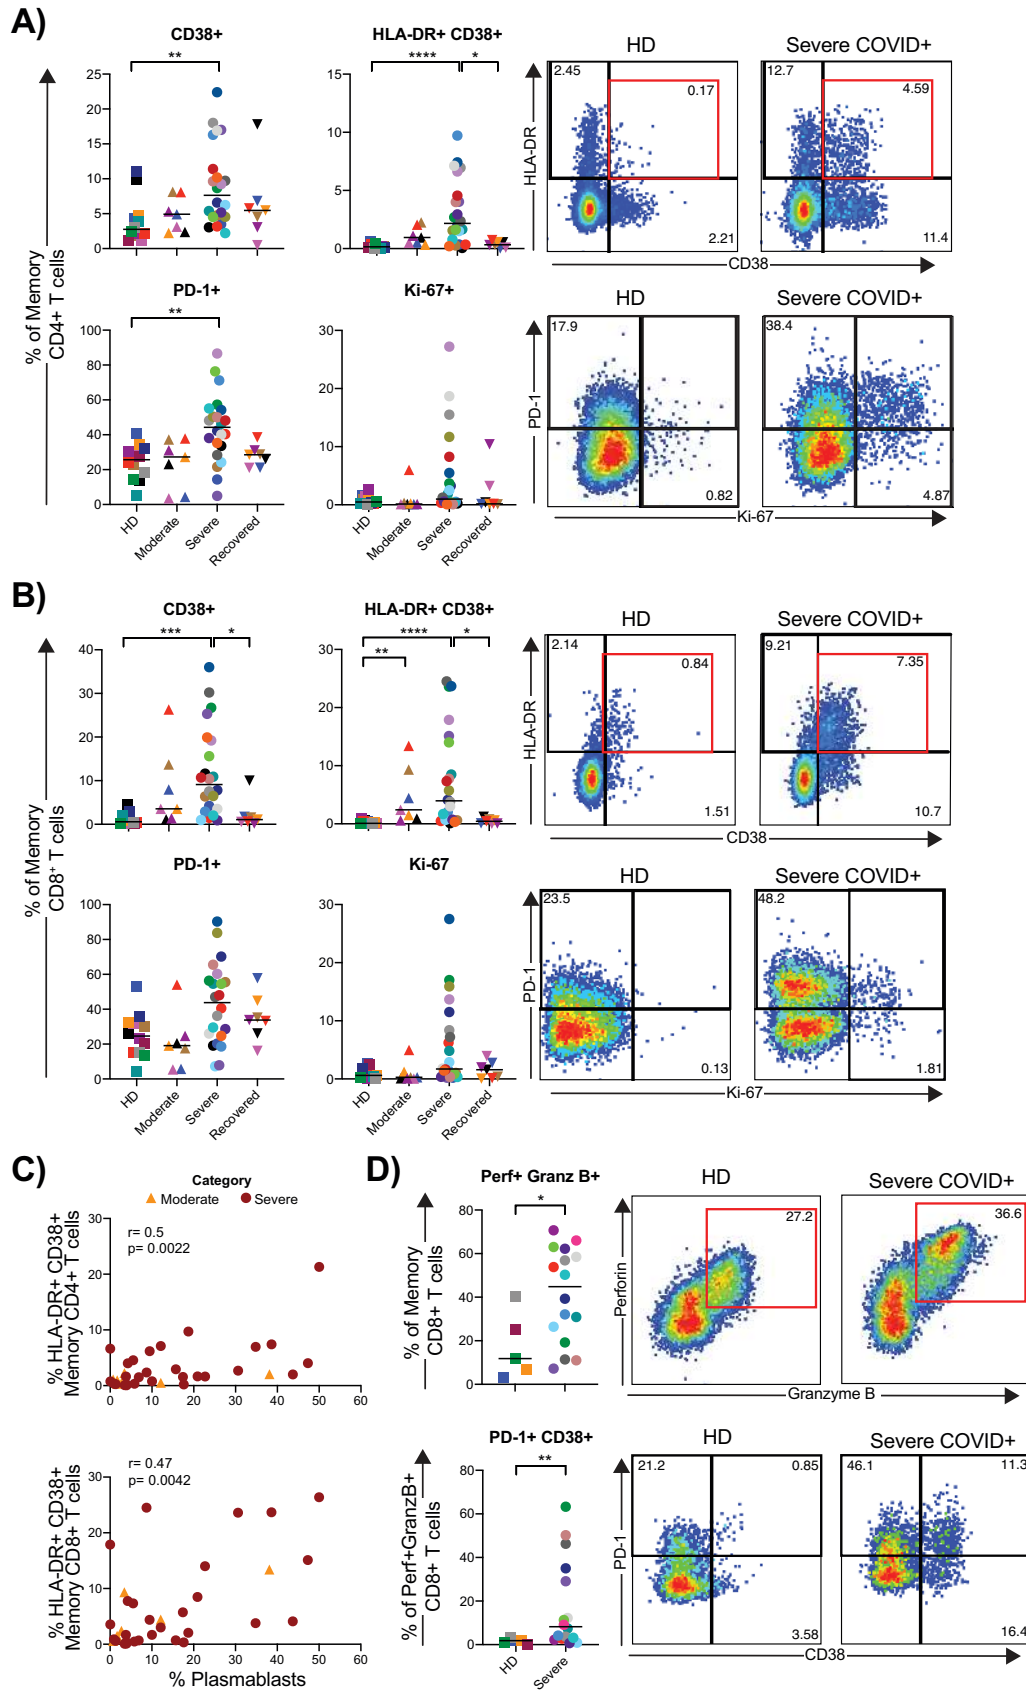 A)
CD38+
**
25
20
15
10
5
0
HLA-DR+ CD38+
****
*
15
10
5
0
% of Memory
CD4+ T cells
PD-1+
**
100
80
60
40
20
0
HD
Moderate
Severe
Recovered
Ki-67+
30
20
10
0
HD
Moderate
Severe
Recovered
HD
2.45
0.17
2.21
HLA-DR
Severe COVID+
12.7
4.59
11.4
CD38
HD
17.9
0.82
PD-1
Severe COVID+
38.4
4.87
Ki-67
B)
CD38+
***
*
40
30
20
10
0
HLA-DR+ CD38+
****
*
**
30
20
10
0
% of Memory
CD8+ T cells
PD-1+
100
80
60
40
20
0
HD
Moderate
Severe
Recovered
Ki-67
30
20
10
0
HD
Moderate
Severe
Recovered
HD
2.14
0.84
1.51
HLA-DR
Severe COVID+
9.21
7.35
10.7
CD38
HD
23.5
0.13
PD-1
Severe COVID+
48.2
1.81
Ki-67
C)
Category
Moderate Severe
r= 0.5
p= 0.0022
30
20
10
0
0 10 20 30 40 50 60
% HLA-DR+ CD38+
Memory CD4+ T cells
r= 0.47
p= 0.0042
30
20
10
0
0 10 20 30 40 50 60
% HLA-DR+ CD38+
Memory CD8+ T cells
% Plasmablasts
D)
Perf+ Granz B+
*
80
60
40
20
0
% of Memory
CD8+ T cells
HD
27.2
Perforin
Severe COVID+
36.6
Granzyme B
PD-1+ CD38+
**
80
60
40
20
0
HD
Severe
% of Perf+GranzB+
CD8+ T cells
HD
21.2
0.85
3.58
PD-1
Severe COVID+
46.1
11.3
16.4
CD38